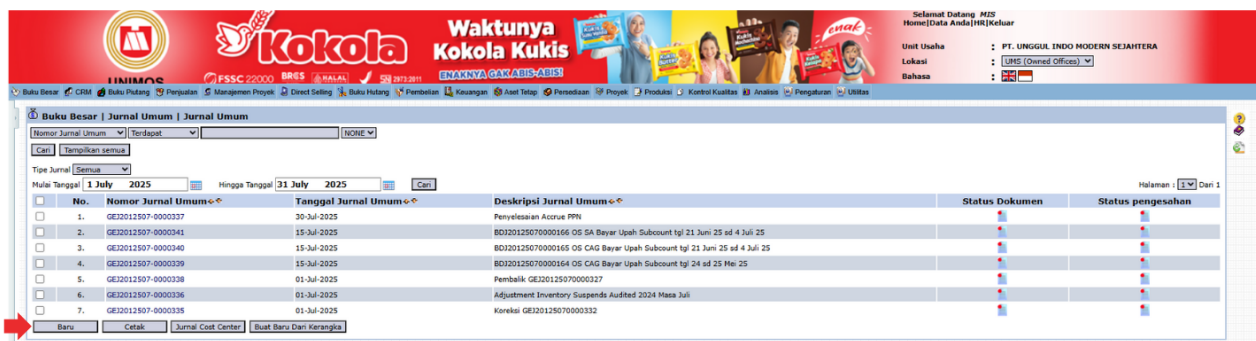 Selamat Datang MIS
Home|Data Anda|HR|Keluar
Unit Usaha : PT. UNGGUL INDO MODERN SEJAHTERA
Lokasi : UMS (Owned Offices)
Bahasa :
UNIMOS
Kokola
FSSC 22000 BRGS HALAL SNI 2973:2011
Waktunya
Kokola Kukis
ENAKNYA GAK ABIS-ABIS!
enak
Buku Besar CRM Buku Piutang Penjualan Manajemen Proyek Direct Selling Buku Hutang Pembelian Keuangan Aset Tetap Persediaan Proyek Produksi Kontrol Kualitas Analisis Pengaturan Utilitas
Buku Besar | Jurnal Umum | Jurnal Umum
Nomor Jurnal Umum Terdapat NONE
Cari Tampilkan semua
Tipe Jurnal Semua
Mulai Tanggal 1 July 2025 Hingga Tanggal 31 July 2025 Cari Halaman : 1 Dari 1
No. Nomor Jurnal Umum Tanggal Jurnal Umum Deskripsi Jurnal Umum Status Dokumen Status pengesahan
1. GEJ2012507-0000337 30-Jul-2025 Penyelesaian Accrue PPN
2. GEJ2012507-0000341 15-Jul-2025 BDJ20125070000166 OS SA Bayar Upah Subcount tgl 21 Juni 25 sd 4 Juli 25
3. GEJ2012507-0000340 15-Jul-2025 BDJ20125070000165 OS CAG Bayar Upah Subcount tgl 21 Juni 25 sd 4 Juli 25
4. GEJ2012507-0000339 15-Jul-2025 BDJ20125070000164 OS CAG Bayar Upah Subcount tgl 24 sd 25 Mei 25
5. GEJ2012507-0000338 01-Jul-2025 Pembalik GEJ20125070000327
6. GEJ2012507-0000336 01-Jul-2025 Adjustment Inventory Suspends Audited 2024 Masa Juli
7. GEJ2012507-0000335 01-Jul-2025 Koreksi GEJ20125070000332
Baru Cetak Jurnal Cost Center Buat Baru Dari Kerangka